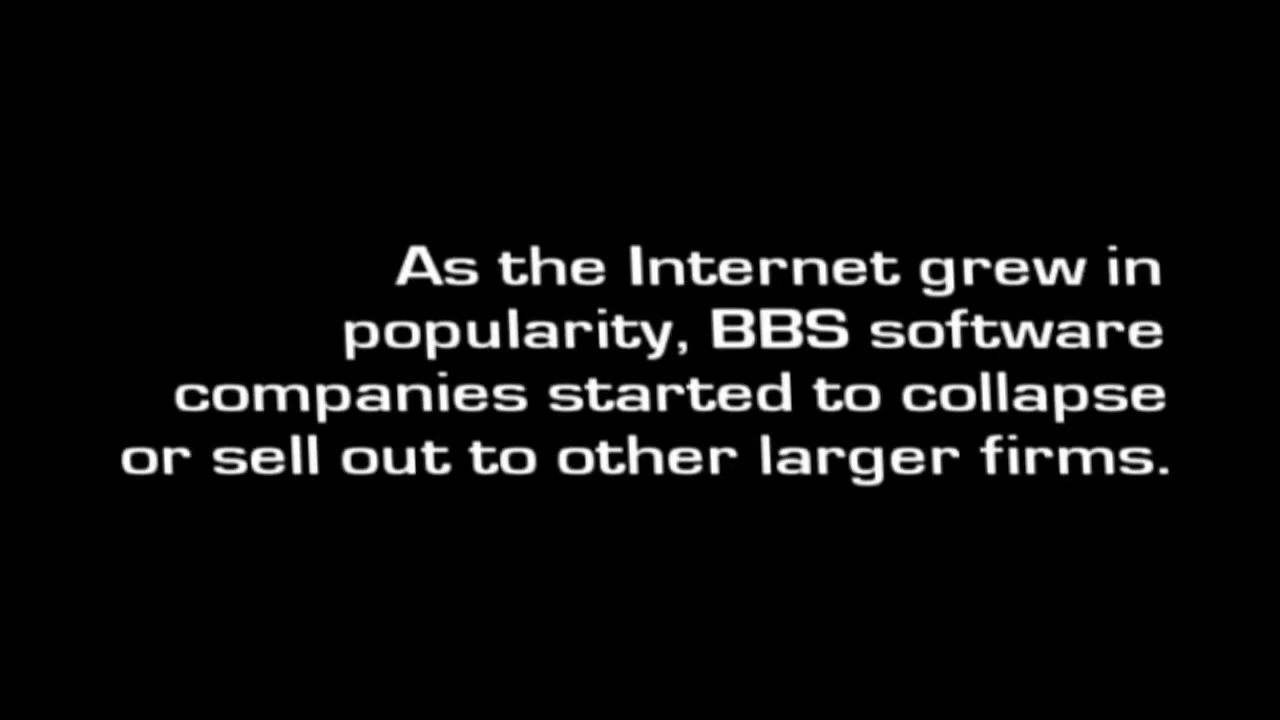 As the Internet grew in
popularity, BBS software
companies started to collapse
or sell out to other larger firms.